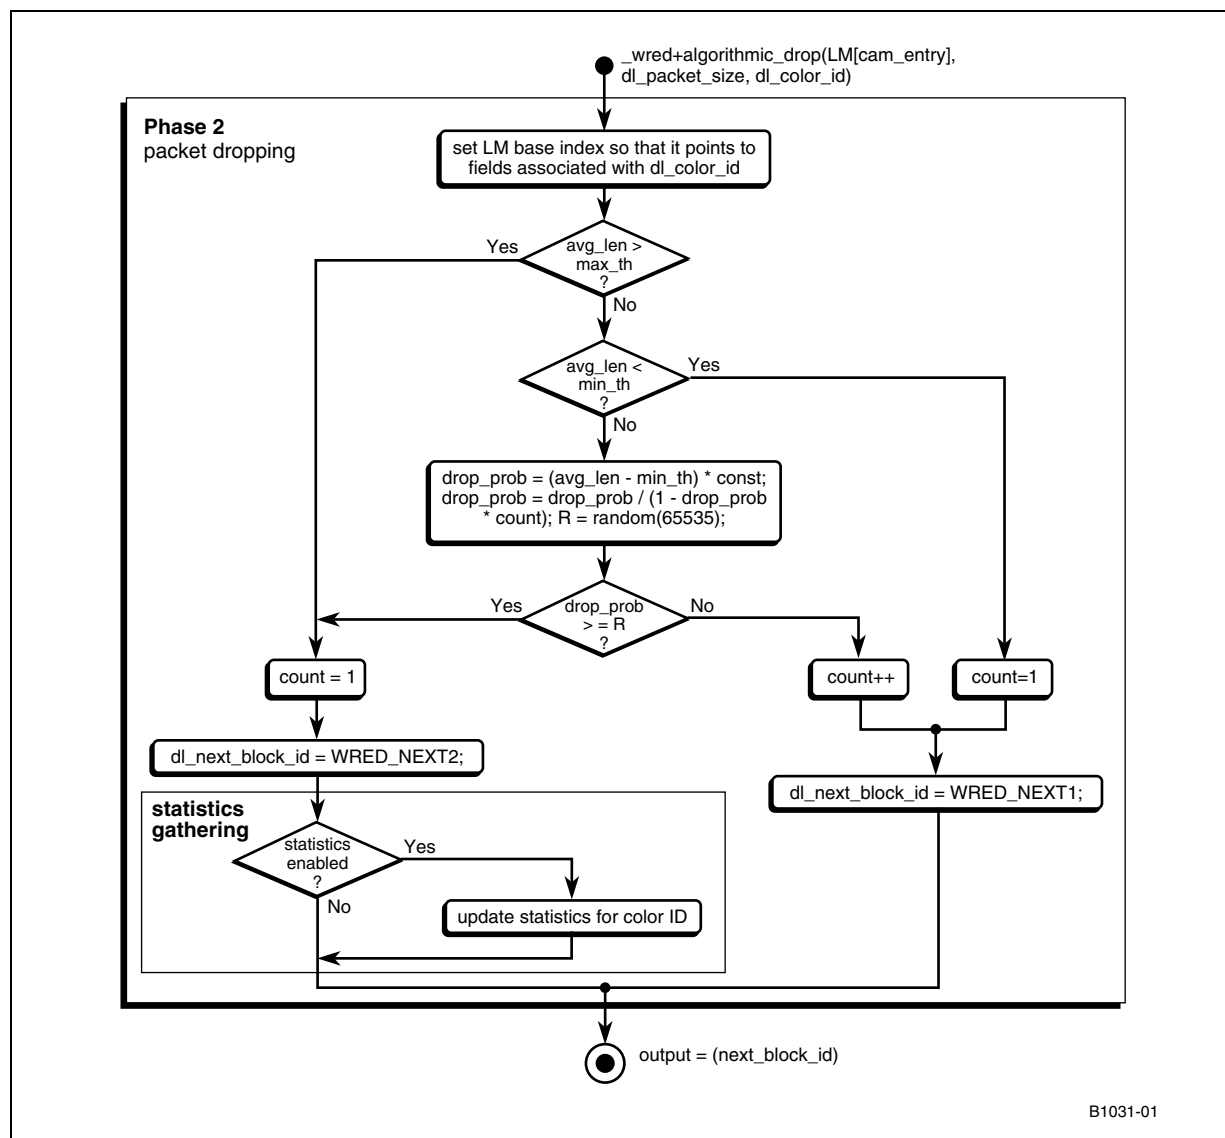 _wred+algorithmic_drop(LM[cam_entry],
dl_packet_size, dl_color_id)
Phase 2
packet dropping
set LM base index so that it points to
fields associated with dl_color_id
Yes
avg_len >
max_th
?
No
avg_len <
min_th
?
Yes
No
drop_prob = (avg_len - min_th) * const;
drop_prob = drop_prob / (1 - drop_prob
* count); R = random(65535);
Yes
drop_prob
> = R
?
No
count = 1
count++
count=1
dl_next_block_id = WRED_NEXT2;
dl_next_block_id = WRED_NEXT1;
statistics
gathering
statistics
enabled
?
Yes
No
update statistics for color ID
output = (next_block_id)
B1031-01